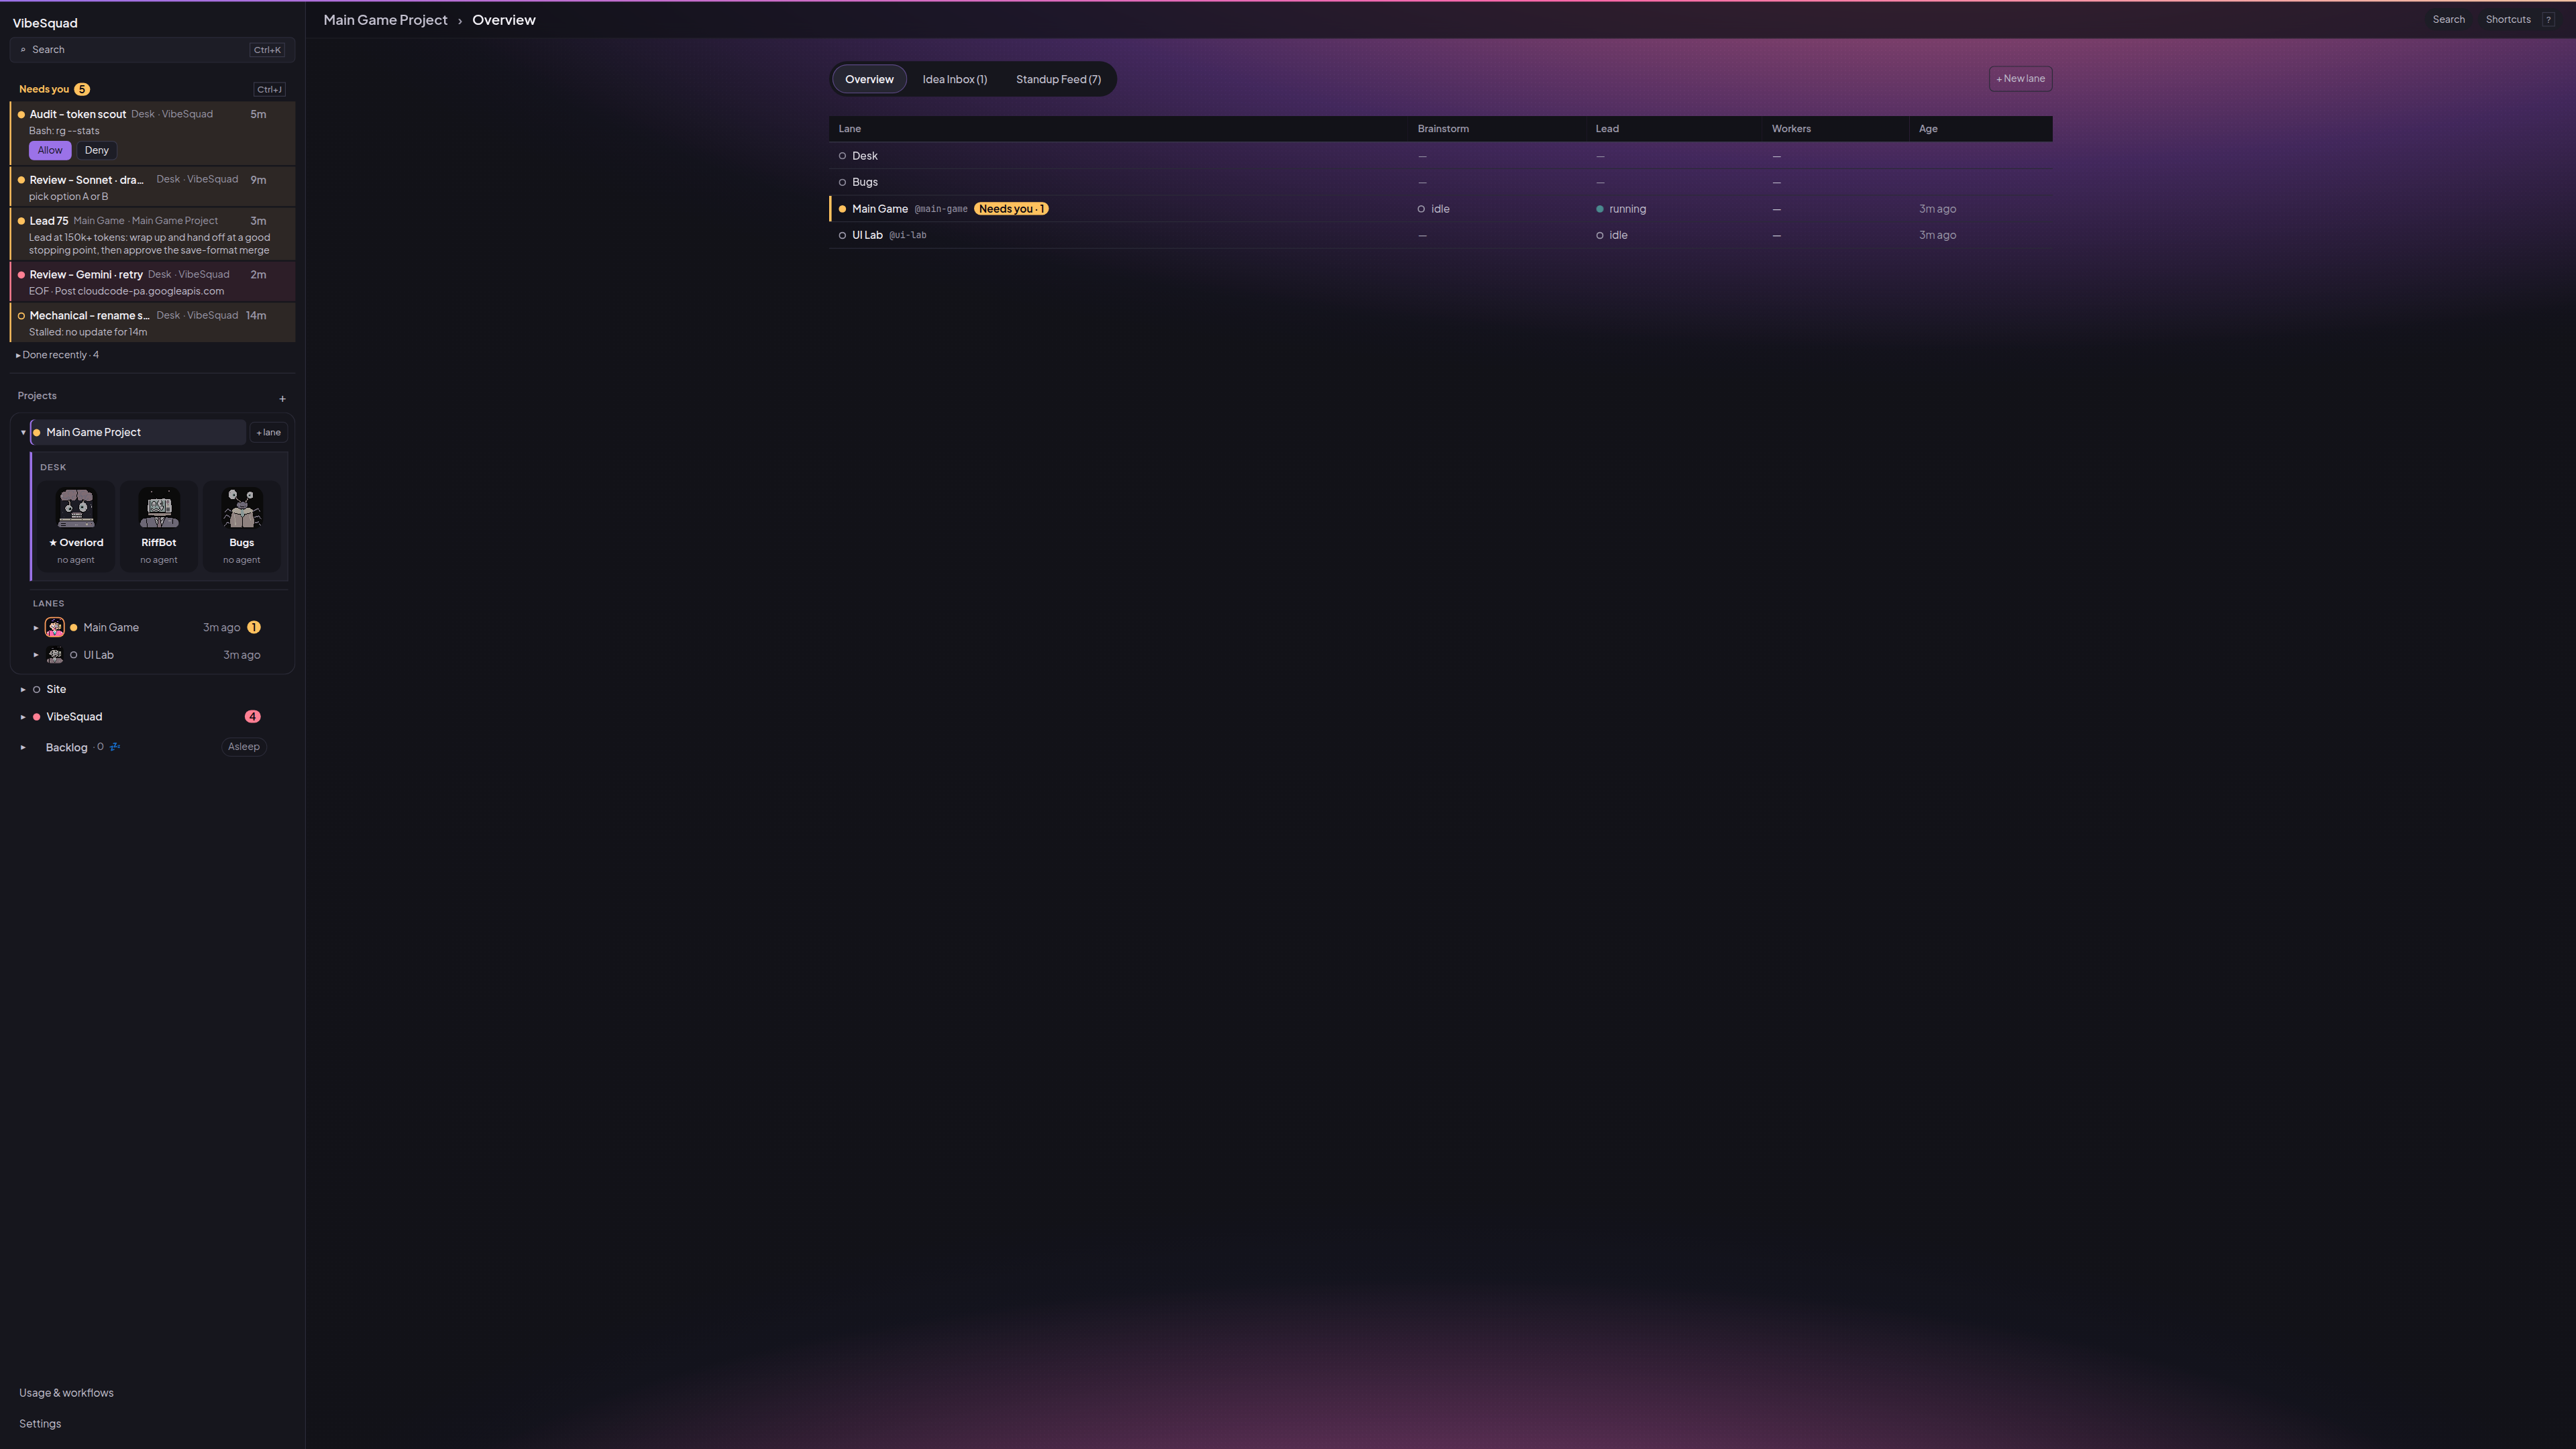 VibeSquad
Search Ctrl+K
Needs you 5 Ctrl+J
Audit – token scout Desk · VibeSquad 5m
Bash: rg --stats
Allow Deny
Review – Sonnet · dra… Desk · VibeSquad 9m
pick option A or B
Lead 75 Main Game · Main Game Project 3m
Lead at 150k+ tokens: wrap up and hand off at a good
stopping point, then approve the save-format merge
Review – Gemini · retry Desk · VibeSquad 2m
EOF · Post cloudcode-pa.googleapis.com
Mechanical – rename s… Desk · VibeSquad 14m
Stalled: no update for 14m
Done recently · 4
Projects +
Main Game Project + lane
DESK
★ Overlord RiffBot Bugs
no agent no agent no agent
LANES
Main Game 3m ago 1
UI Lab 3m ago
Site
VibeSquad 4
Backlog · 0 Asleep
Usage & workflows
Settings
Main Game Project › Overview
Search Shortcuts ?
Overview Idea Inbox (1) Standup Feed (7) + New lane
Lane Brainstorm Lead Workers Age
Desk — — —
Bugs — — —
Main Game @main-game Needs you · 1 idle running — 3m ago
UI Lab @ui-lab — idle — 3m ago